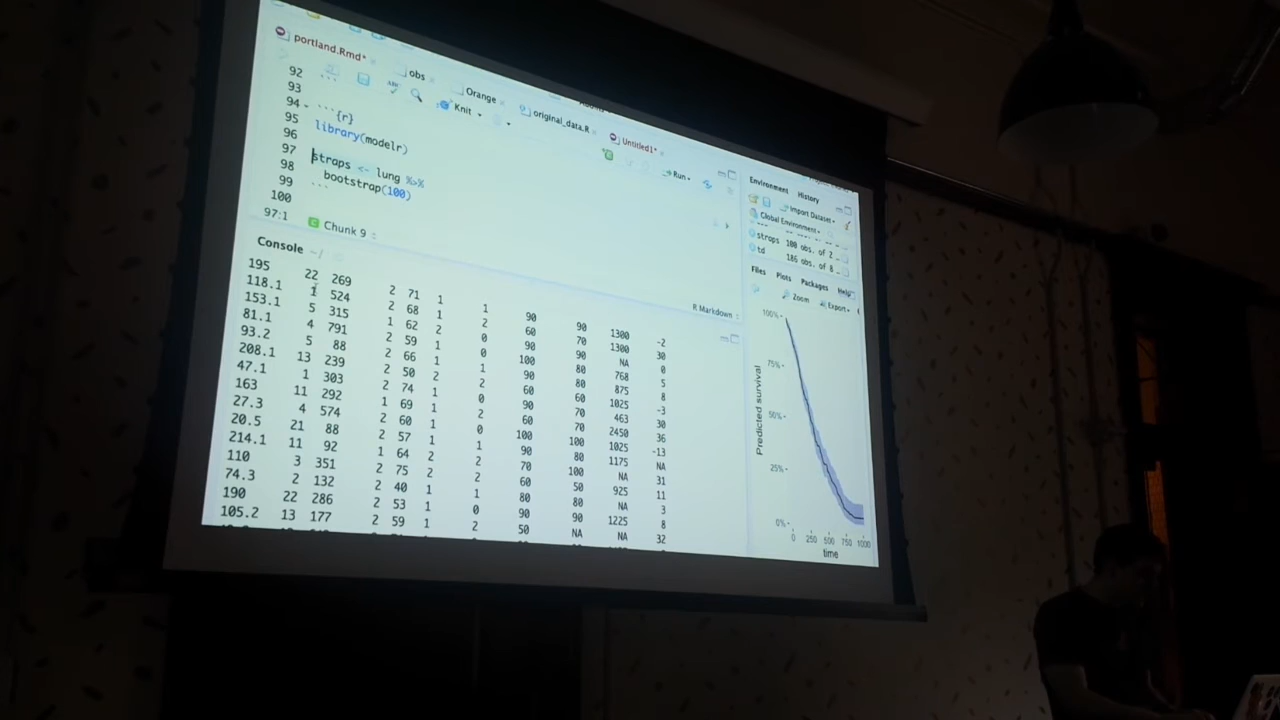 portland.Rmd*
obs
Orange
original_data.R
Untitled1*
Knit
Run
92 ```
93
94 ```{r}
95 library(modelr)
96
97 straps <- lung %>%
98 bootstrap(100)
99 ```
100
97:1
Chunk 9
R Markdown
Console ~/
195 22 269 2 71 1 1 90 90 1300 -2
118.1 1 524 2 68 1 2 60 70 1300 30
153.1 5 315 1 62 2 0 90 90 NA 0
81.1 4 791 2 59 1 0 100 80 768 5
93.2 5 88 2 66 1 1 90 80 875 8
208.1 13 239 2 50 2 2 60 60 1025 -3
47.1 1 303 2 74 1 0 90 70 463 30
163 11 292 1 69 1 2 60 70 2450 36
27.3 4 574 2 60 1 0 100 100 1025 -13
20.5 21 88 2 57 1 1 90 80 1175 NA
214.1 11 92 1 64 2 2 70 100 NA 31
110 3 351 2 75 2 2 60 50 925 11
74.3 2 132 2 40 1 1 80 80 NA 3
190 22 286 2 53 1 0 90 90 1225 8
105.2 13 177 2 59 1 2 50 NA NA 32
Environment
History
Import Dataset
Global Environment
straps 100 obs. of 2
td 186 obs. of 8
Files
Plots
Packages
Help
Zoom
Export
100%
75%
50%
25%
0%
Predicted survival
0 250 500 750 1000
time